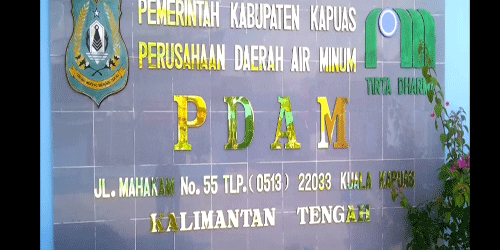 PEMERINTAH KABUPATEN KAPUAS
PERUSAHAAN DAERAH AIR MINUM
TIRTA DHARMA
PDAM
JL. MAHAKAM No. 55 TLP. (0513) 22033 KUALA KAPUAS
KALIMANTAN TENGAH